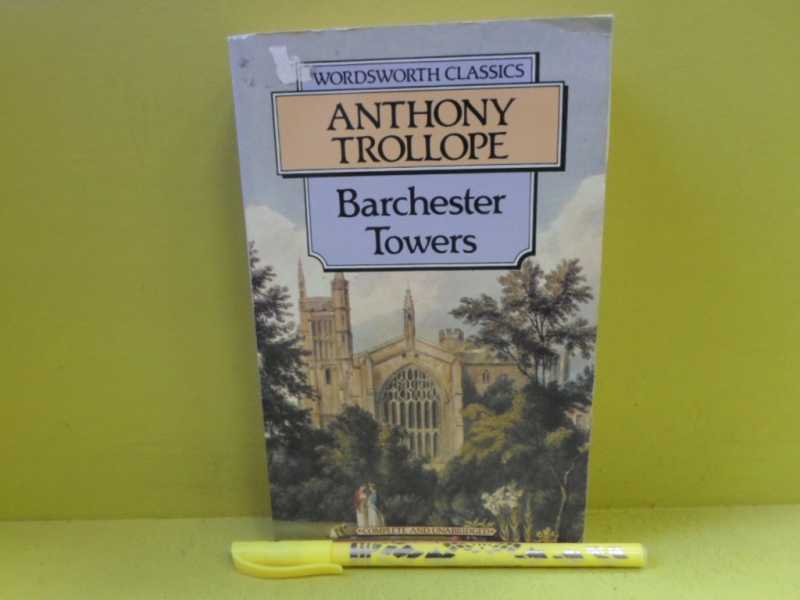 WORDSWORTH CLASSICS
ANTHONY
TROLLOPE
Barchester
Towers
•COMPLETE AND UNABRIDGED•